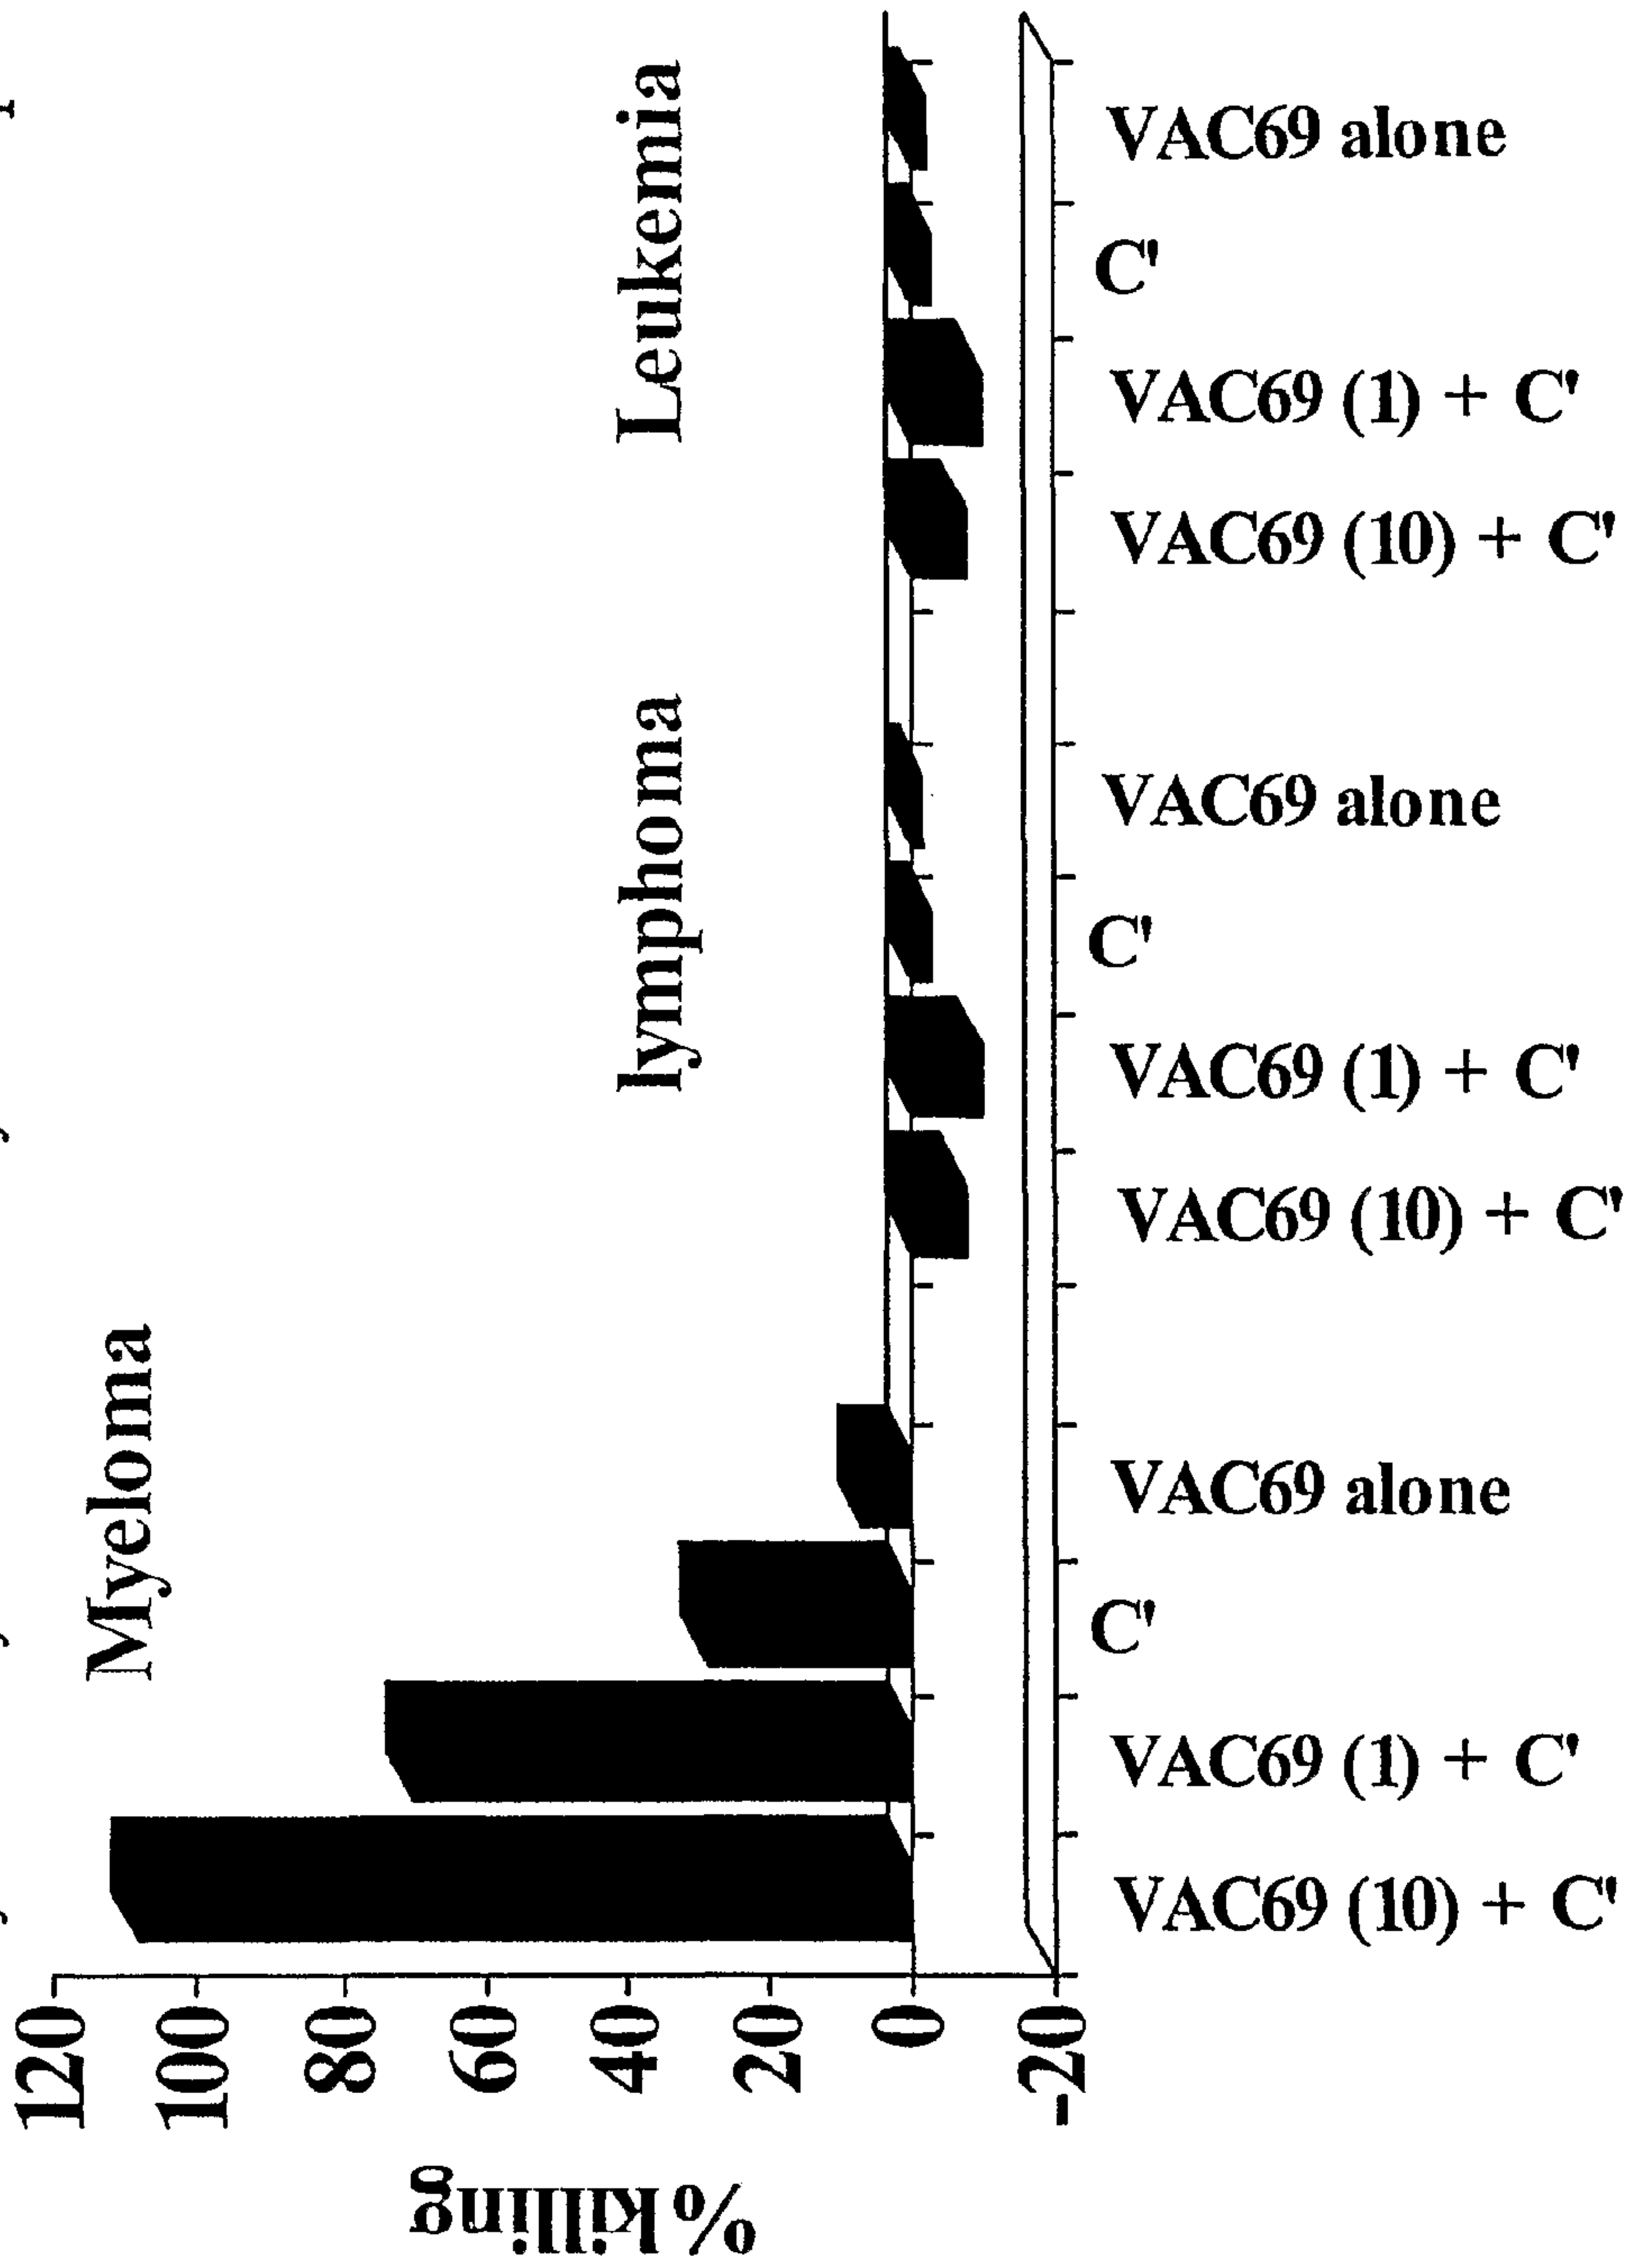 Myeloma
lymphoma
Leukemia
% killing
120
100
80
60
40
20
0
-20
VAC69 (10) + C'
VAC69 (1) + C'
C'
VAC69 alone
VAC69 (10) + C'
VAC69 (1) + C'
C'
VAC69 alone
VAC69 (10) + C'
VAC69 (1) + C'
C'
VAC69 alone